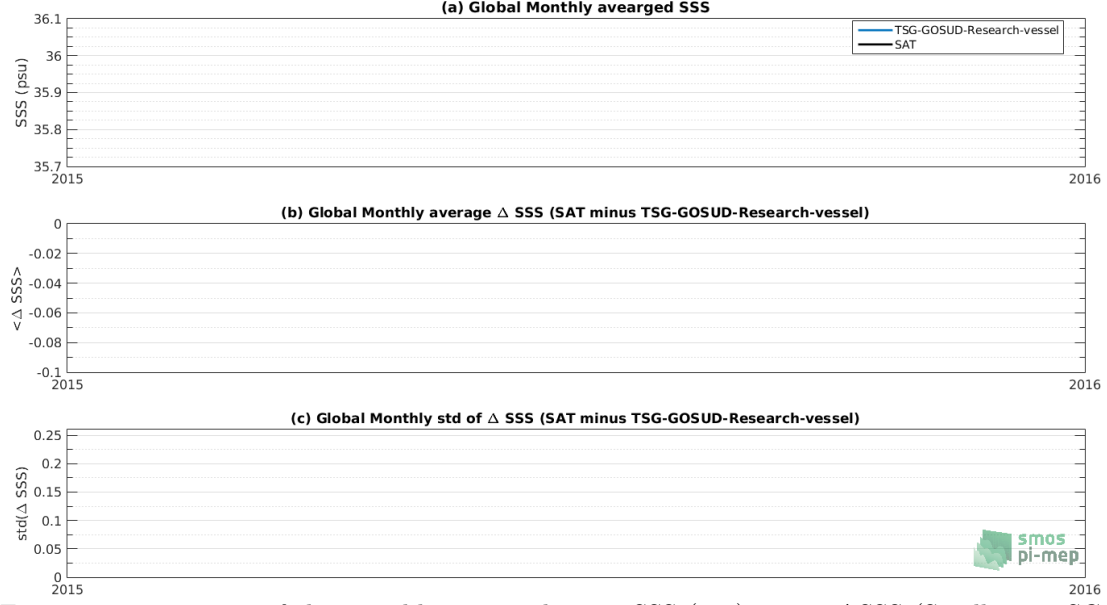 (a) Global Monthly avearged SSS
36.1
36
35.9
35.8
35.7
SSS (psu)
TSG-GOSUD-Research-vessel
SAT
2015
2016
(b) Global Monthly average Δ SSS (SAT minus TSG-GOSUD-Research-vessel)
0
-0.02
-0.04
-0.06
-0.08
-0.1
<Δ SSS>
2015
2016
(c) Global Monthly std of Δ SSS (SAT minus TSG-GOSUD-Research-vessel)
0.25
0.2
0.15
0.1
0.05
0
std(Δ SSS)
smos
pi-mep
2015
2016